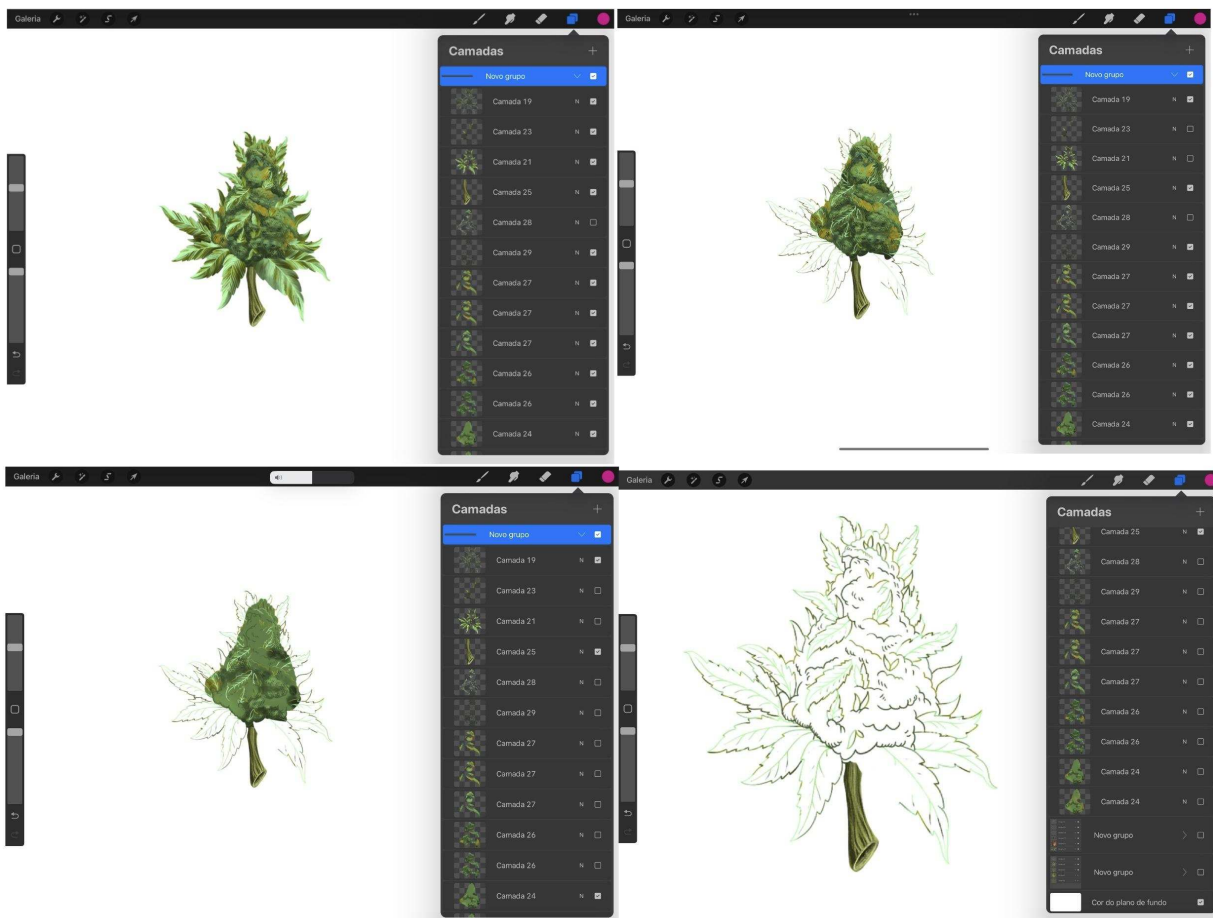 Galeria
Camadas
Novo grupo
Camada 19 N
Camada 23 N
Camada 21 N
Camada 25 N
Camada 28 N
Camada 29 N
Camada 27 N
Camada 27 N
Camada 27 N
Camada 26 N
Camada 26 N
Camada 24 N
Galeria
Camadas
Novo grupo
Camada 19 N
Camada 23 N
Camada 21 N
Camada 25 N
Camada 28 N
Camada 29 N
Camada 27 N
Camada 27 N
Camada 27 N
Camada 26 N
Camada 26 N
Camada 24 N
Galeria
Camadas
Novo grupo
Camada 19 N
Camada 23 N
Camada 21 N
Camada 25 N
Camada 28 N
Camada 29 N
Camada 27 N
Camada 27 N
Camada 27 N
Camada 26 N
Camada 26 N
Camada 24 N
Galeria
Camadas
Camada 25 N
Camada 28 N
Camada 29 N
Camada 27 N
Camada 27 N
Camada 27 N
Camada 26 N
Camada 26 N
Camada 24 N
Camada 24 N
Novo grupo
Novo grupo
Cor do plano de fundo